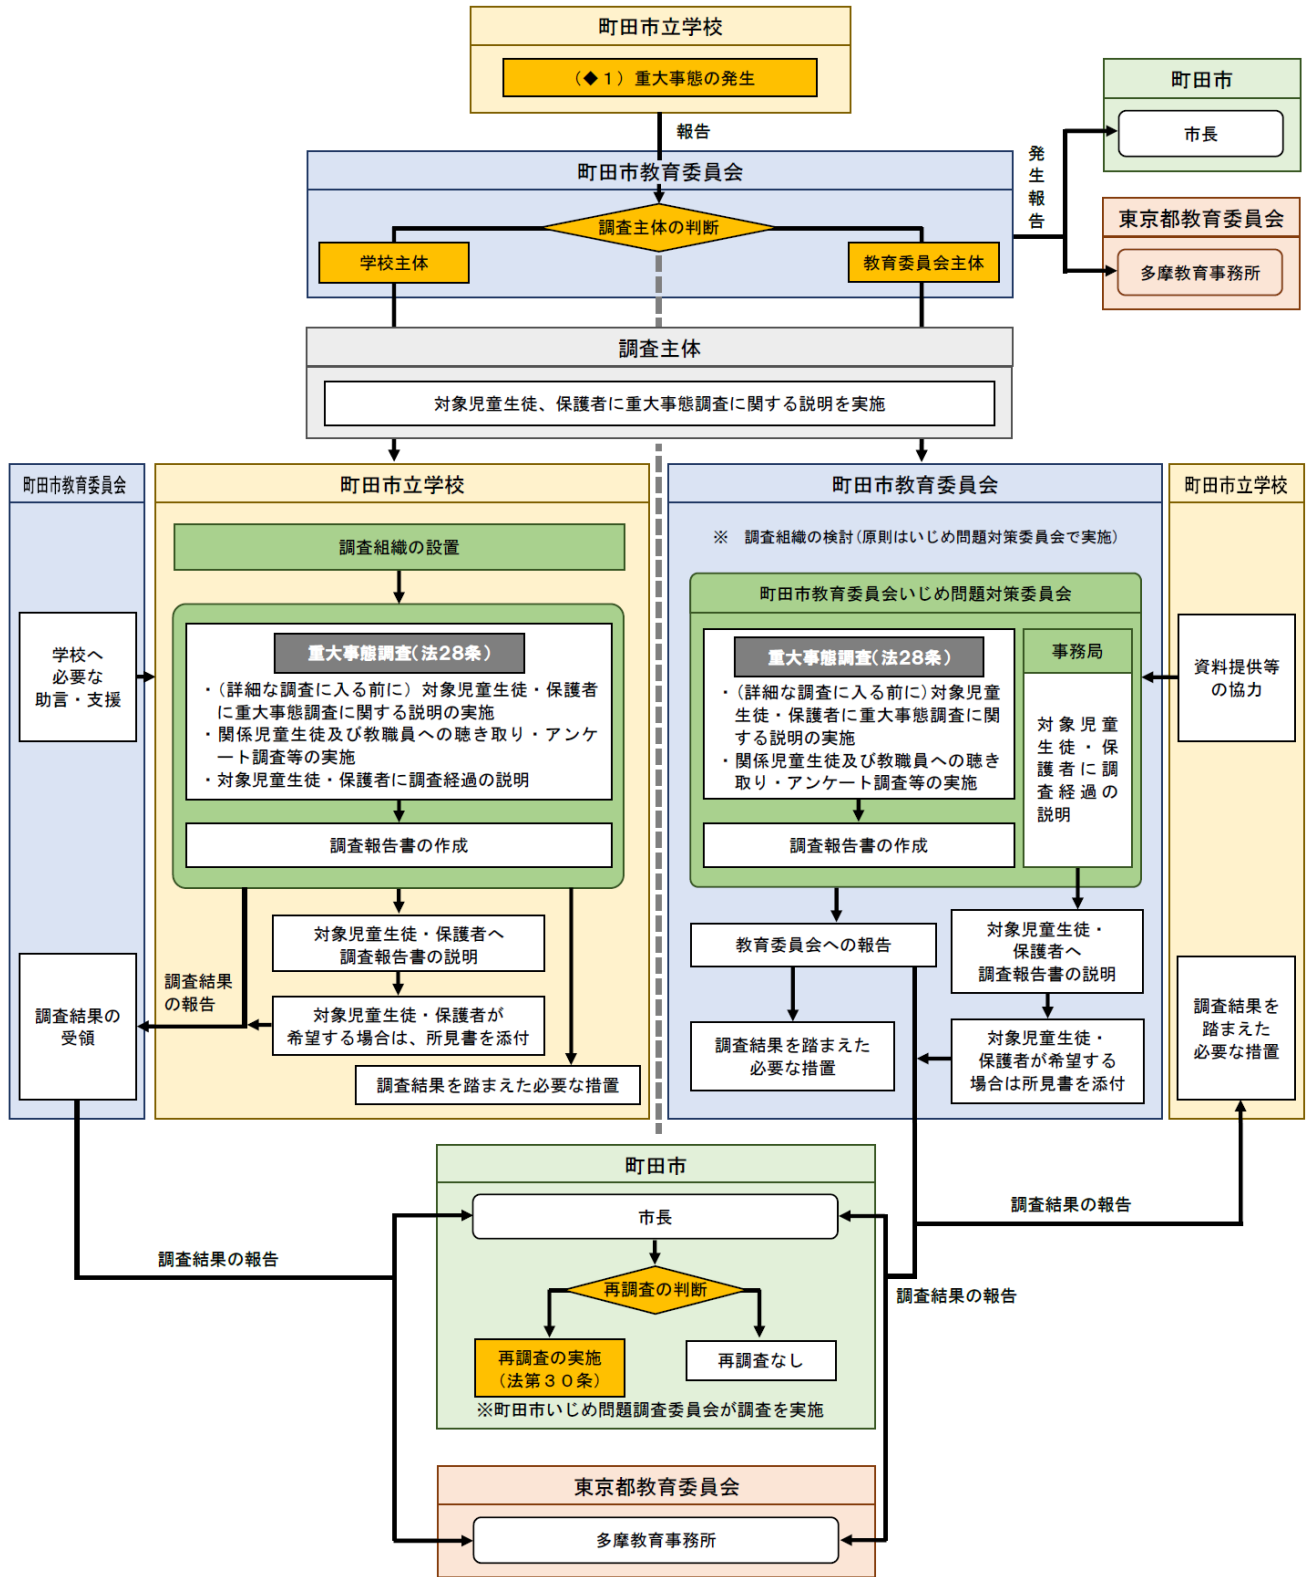 町田市立学校
（◆１）重大事態の発生
報告
町田市
市長
発生報告
町田市教育委員会
調査主体の判断
学校主体
教育委員会主体
東京都教育委員会
多摩教育事務所
調査主体
対象児童生徒、保護者に重大事態調査に関する説明を実施
町田市教育委員会
学校へ
必要な
助言・支援
調査結果の
受領
町田市立学校
調査組織の設置
重大事態調査（法28条）
・（詳細な調査に入る前に）対象児童生徒・保護者
に重大事態調査に関する説明の実施
・関係児童生徒及び教職員への聴き取り・アンケ
ート調査等の実施
・対象児童生徒・保護者に調査経過の説明
調査報告書の作成
対象児童生徒・保護者へ
調査報告書の説明
調査結果
の報告
対象児童生徒・保護者が
希望する場合は、所見書を添付
調査結果を踏まえた必要な措置
町田市教育委員会
※　調査組織の検討（原則はいじめ問題対策委員会で実施）
町田市教育委員会いじめ問題対策委員会
重大事態調査（法28条）
・（詳細な調査に入る前に）対象児童
生徒・保護者に重大事態調査に関
する説明の実施
・関係児童生徒及び教職員への聴き
取り・アンケート調査等の実施
調査報告書の作成
事務局
対象児童
生徒・保
護者に調
査経過の
説明
教育委員会への報告
調査結果を踏まえた
必要な措置
対象児童生徒・
保護者へ
調査報告書の説明
対象児童生徒・
保護者が希望する
場合は所見書を添付
町田市立学校
資料提供等
の協力
調査結果を
踏まえた
必要な措置
調査結果の報告
調査結果の報告
調査結果の報告
町田市
市長
再調査の判断
再調査の実施
（法第３０条）
再調査なし
※町田市いじめ問題調査委員会が調査を実施
東京都教育委員会
多摩教育事務所